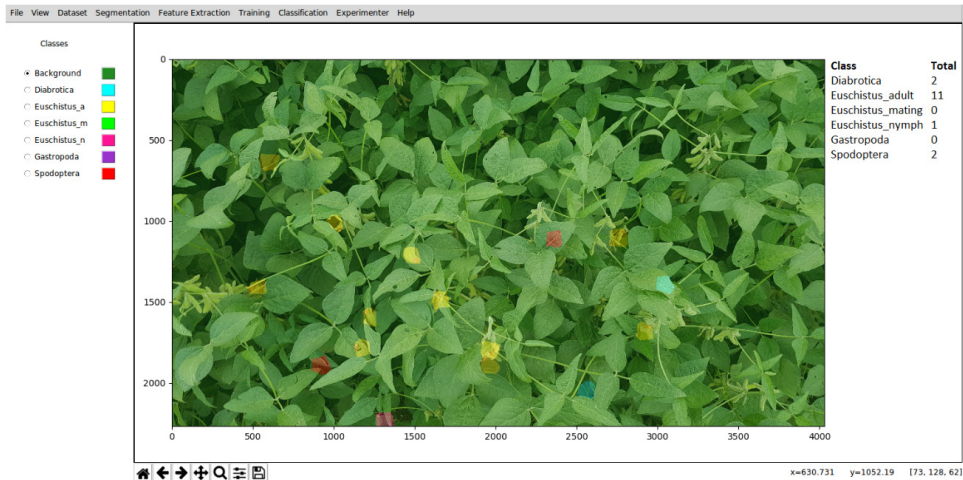 File View Dataset Segmentation Feature Extraction Training Classification Experimenter Help
Classes
Background
Diabrotica
Euschistus_a
Euschistus_m
Euschistus_n
Gastropoda
Spodoptera
0
500
1000
1500
2000
0 500 1000 1500 2000 2500 3000 3500 4000
Class Total
Diabrotica 2
Euschistus_adult 11
Euschistus_mating 0
Euschistus_nymph 1
Gastropoda 0
Spodoptera 2
x=630.731 y=1052.19 [73, 128, 62]